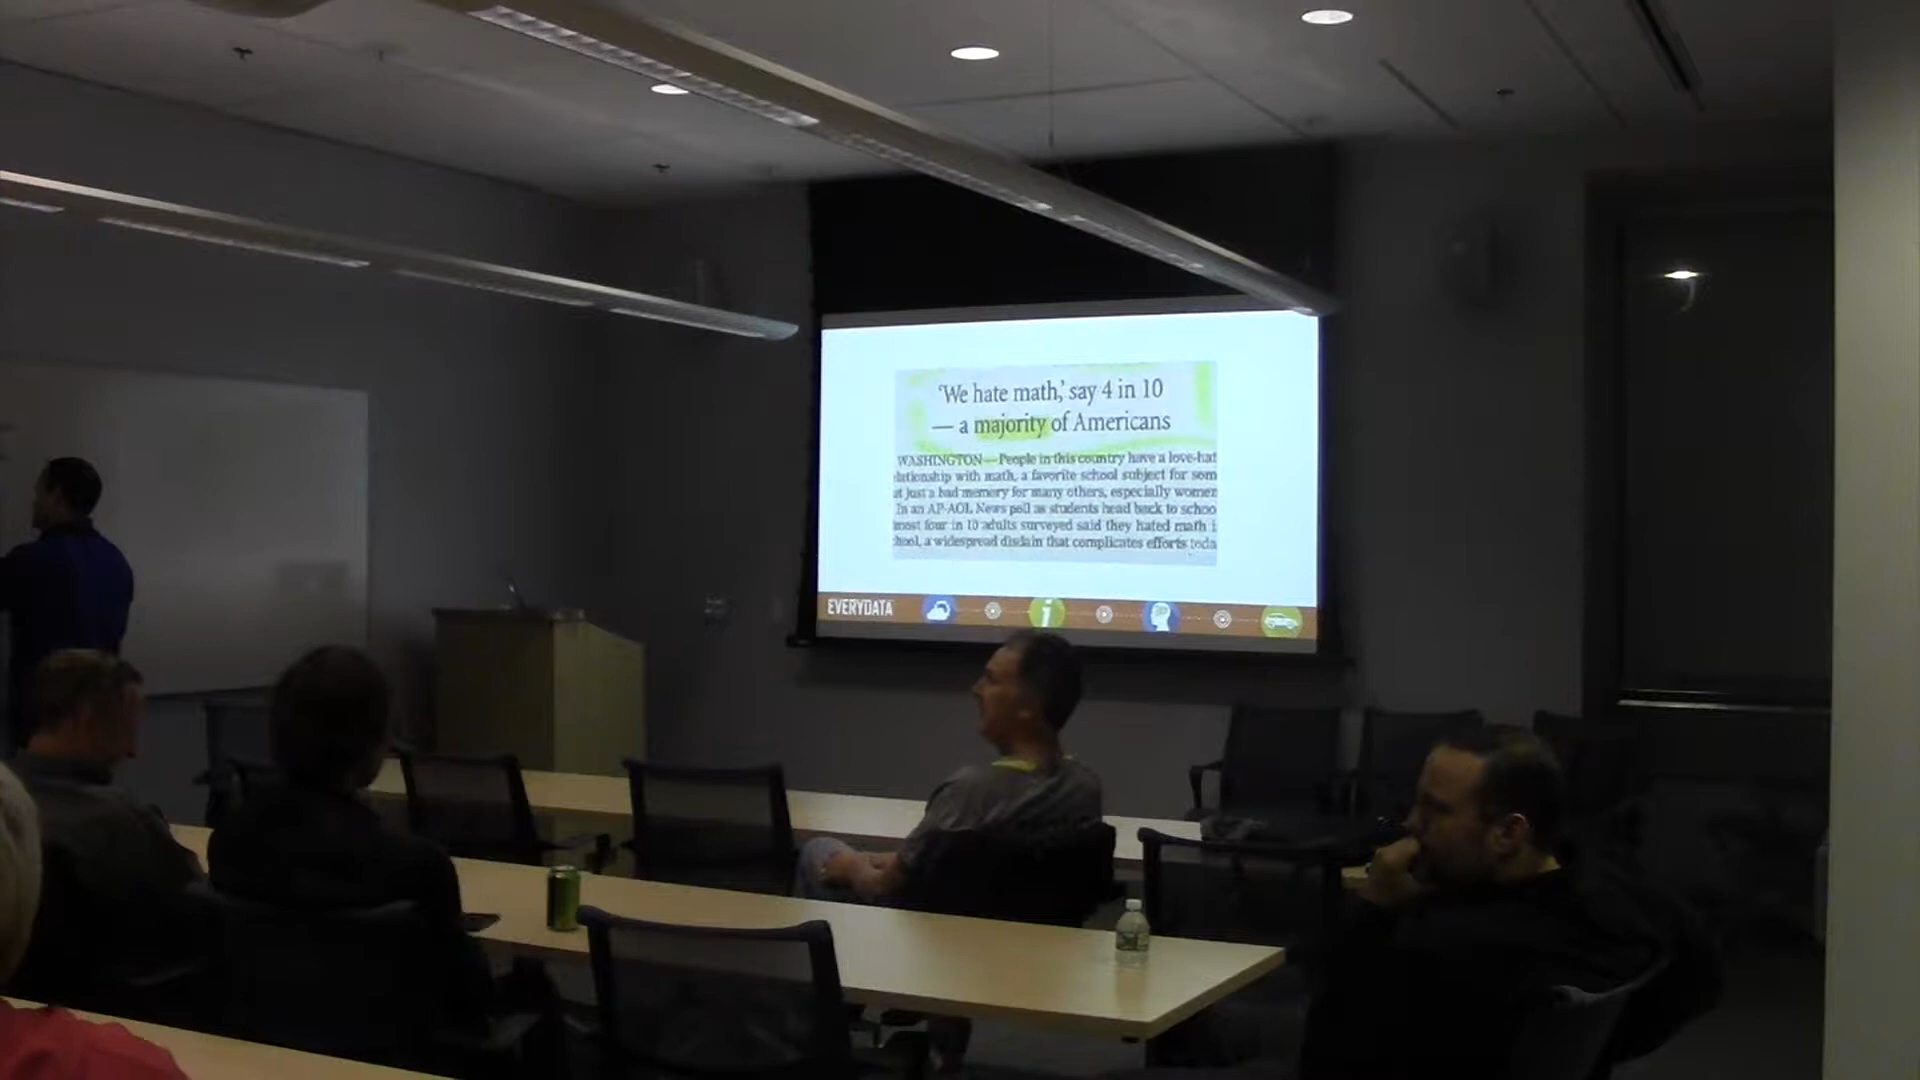 ‘We hate math,’ say 4 in 10
— a majority of Americans
WASHINGTON—People in this country have a love-hat
lationship with math, a favorite school subject for som
at just a bad memory for many others, especially women
In an AP-AOL News poll as students head back to schoo
most four in 10 adults surveyed said they hated math i
hool, a widespread disdain that complicates efforts toda
EVERYDATA